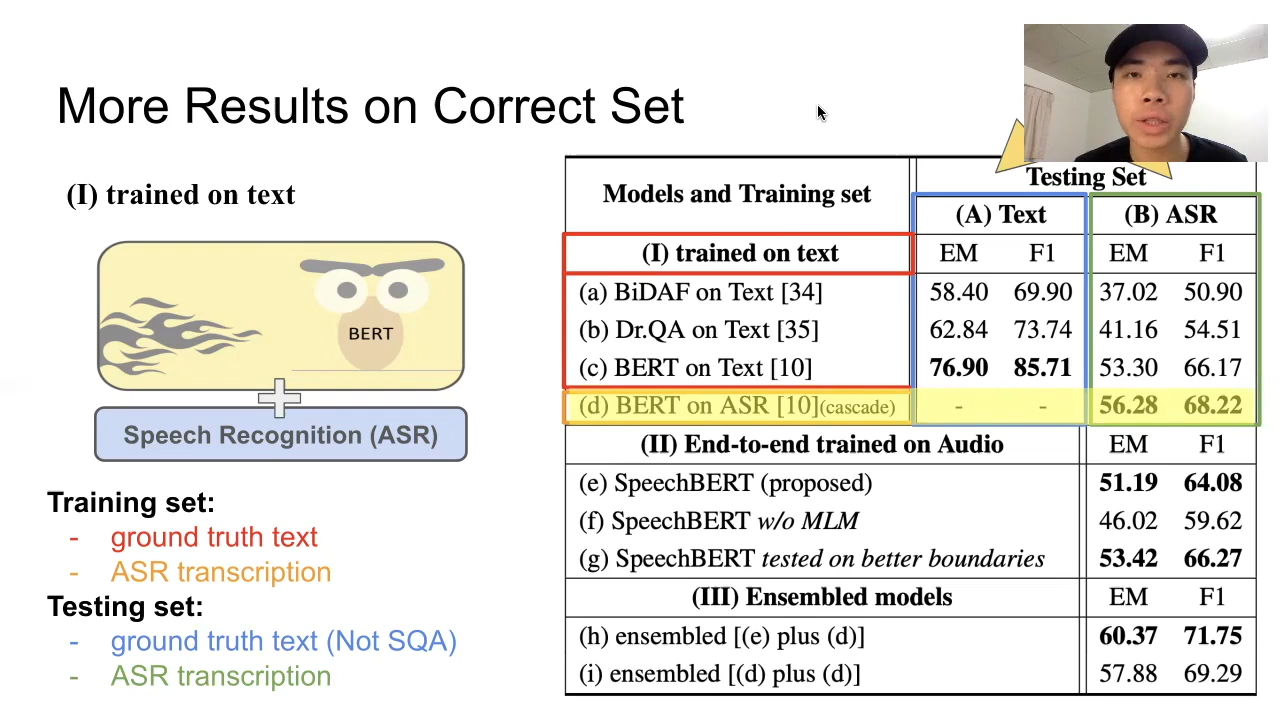 More Results on Correct Set
(I) trained on text
BERT
Speech Recognition (ASR)
Training set:
- ground truth text
- ASR transcription
Testing set:
- ground truth text (Not SQA)
- ASR transcription
Models and Training set Testing Set
(A) Text (B) ASR
(I) trained on text EM F1 EM F1
(a) BiDAF on Text [34] 58.40 69.90 37.02 50.90
(b) Dr.QA on Text [35] 62.84 73.74 41.16 54.51
(c) BERT on Text [10] 76.90 85.71 53.30 66.17
(d) BERT on ASR [10](cascade) - - 56.28 68.22
(II) End-to-end trained on Audio EM F1
(e) SpeechBERT (proposed) 51.19 64.08
(f) SpeechBERT w/o MLM 46.02 59.62
(g) SpeechBERT tested on better boundaries 53.42 66.27
(III) Ensembled models EM F1
(h) ensembled [(e) plus (d)] 60.37 71.75
(i) ensembled [(d) plus (d)] 57.88 69.29